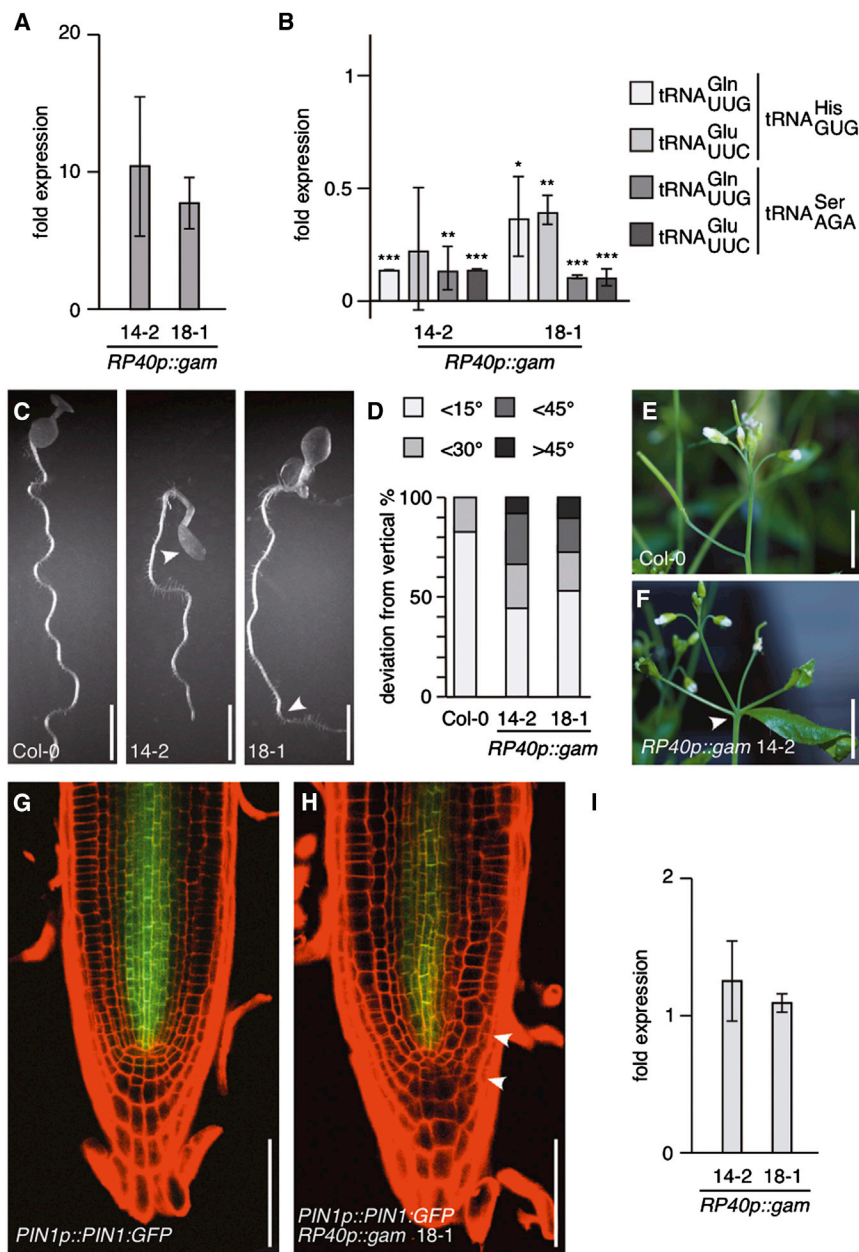 A
fold expression
20
10
0
14-2 18-1
RP40p::gam
B
fold expression
1
0.5
0
***
**
***
*
**
***
***
14-2 18-1
RP40p::gam
tRNA Gln UUG
tRNA Glu UUC
tRNA His GUG
tRNA Gln UUG
tRNA Glu UUC
tRNA Ser AGA
C
Col-0
14-2
18-1
D
<15° <45°
<30° >45°
deviation from vertical %
100
50
0
Col-0 14-2 18-1
RP40p::gam
E
Col-0
F
RP40p::gam 14-2
G
PIN1p::PIN1:GFP
H
PIN1p::PIN1:GFP
RP40p::gam 18-1
I
fold expression
2
1
0
14-2 18-1
RP40p::gam